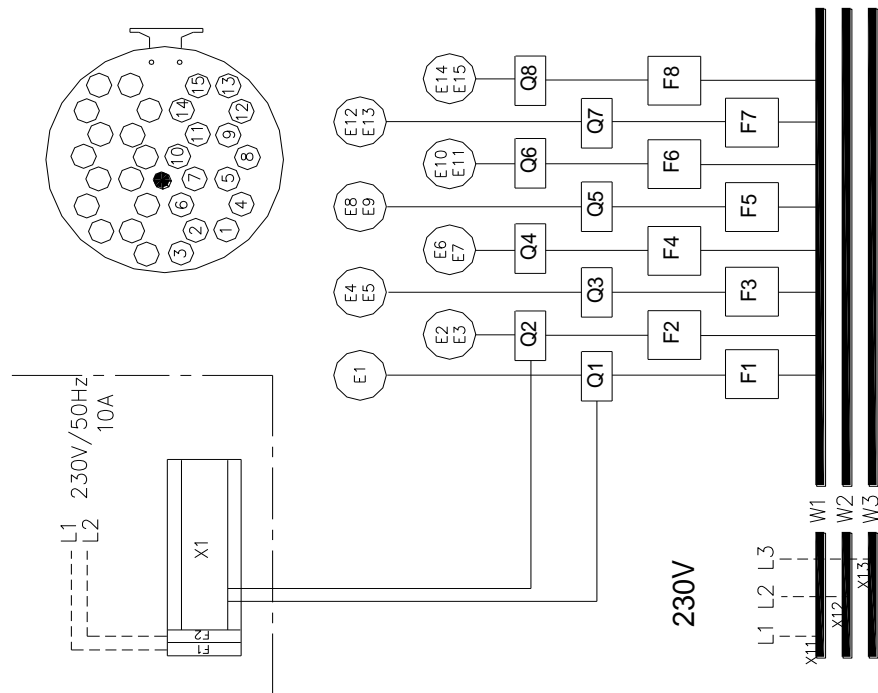 15
13
14
12
11
9
10
8
7
5
6
4
2
1
3
E14
E15
Q8
F8
E12
E13
Q7
F7
E10
E11
Q6
F6
E8
E9
Q5
F5
E6
E7
Q4
F4
E4
E5
Q3
F3
E2
E3
Q2
F2
E1
Q1
F1
L1
L2
230V/50Hz
10A
X1
F2
F1
230V
L1
L2
L3
X11
X12
X13
W1
W2
W3